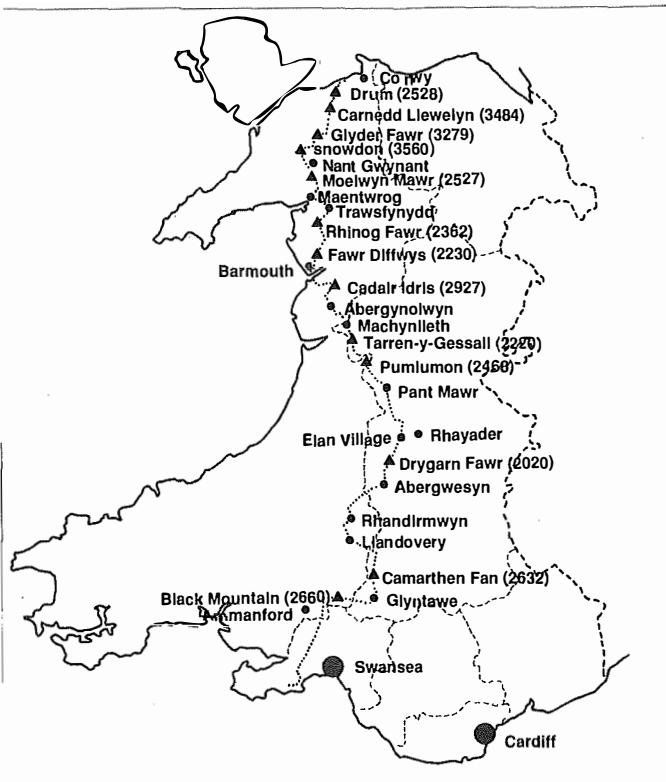 Conwy
Drum (2528)
Carnedd Llewelyn (3484)
Glyder Fawr (3279)
snowdon (3560)
Nant Gwynant
Moelwyn Mawr (2527)
Maentwrog
Trawsfynydd
Rhinog Fawr (2362)
Fawr Diffwys (2230)
Barmouth
Cadair Idris (2927)
Abergynolwyn
Machynlleth
Tarren-y-Gessall (2220)
Pumlumon (2468)
Pant Mawr
Elan Village
Rhayader
Drygarn Fawr (2020)
Abergwesyn
Rhandirmwyn
Llandovery
Camarthen Fan (2632)
Black Mountain (2660)
Glyntawe
Ammanford
Swansea
Cardiff